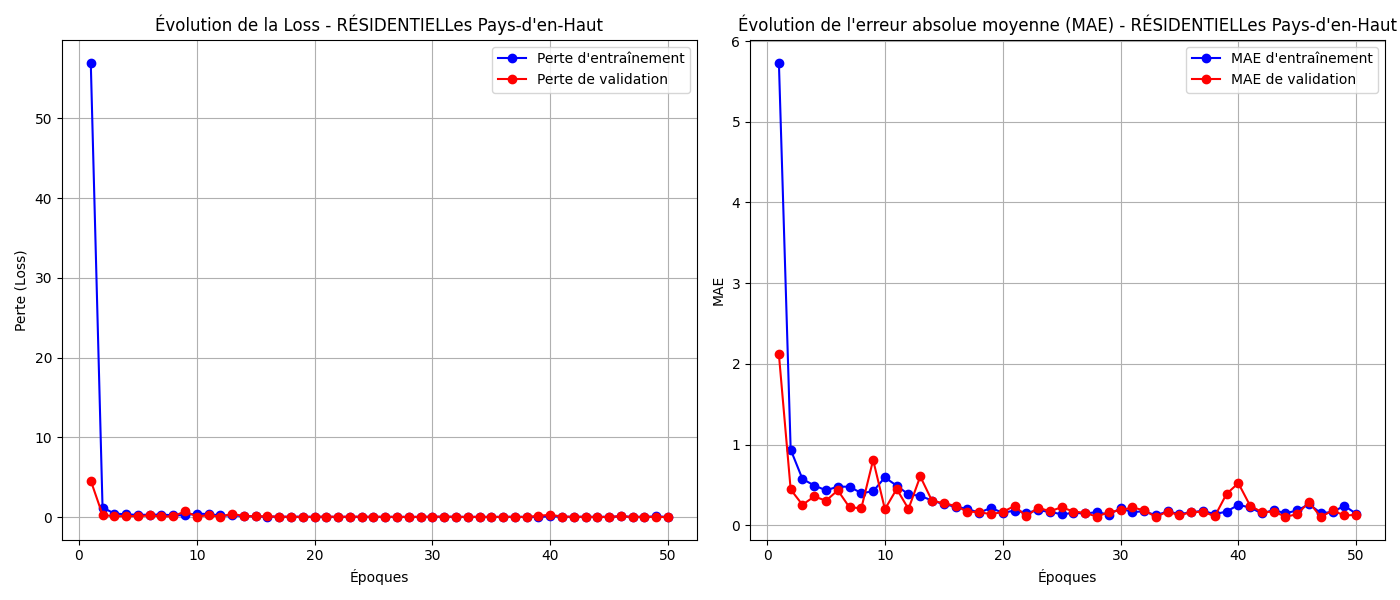 Évolution de la Loss - RÉSIDENTIELLes Pays-d'en-Haut
Perte d'entraînement
Perte de validation
50
40
30
20
10
0
Perte (Loss)
0 10 20 30 40 50
Époques
Évolution de l'erreur absolue moyenne (MAE) - RÉSIDENTIELLes Pays-d'en-Haut
MAE d'entraînement
MAE de validation
6
5
4
3
2
1
0
MAE
0 10 20 30 40 50
Époques